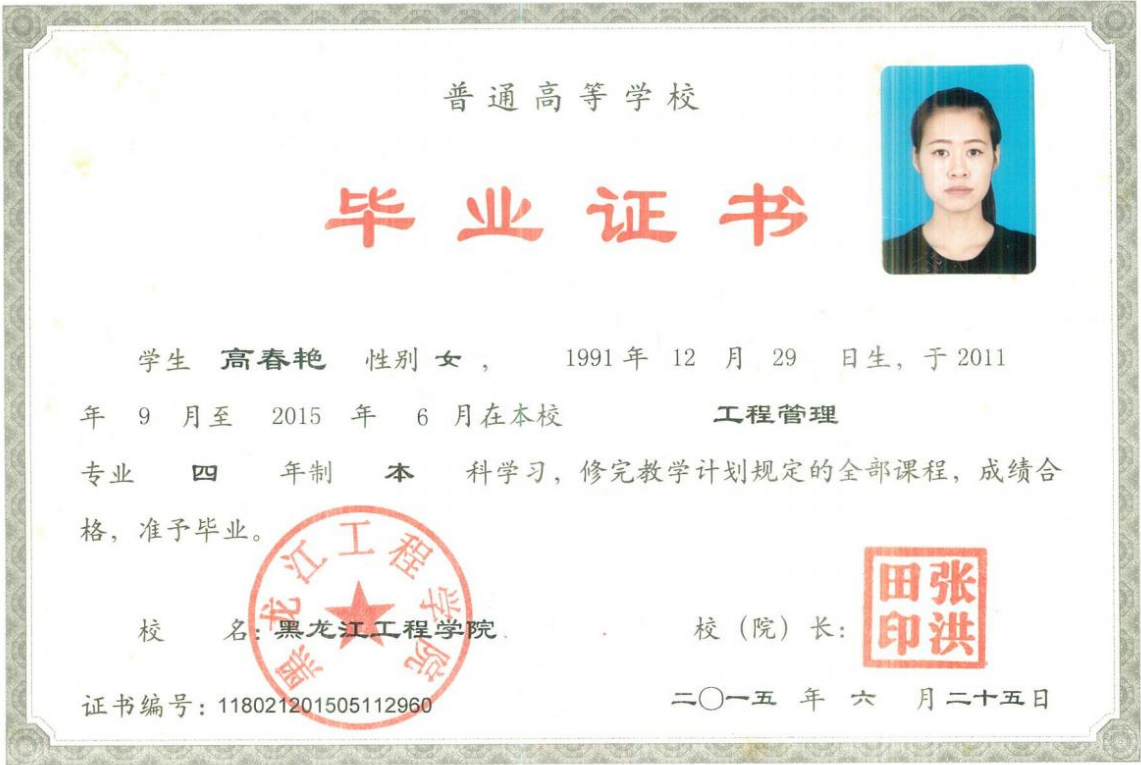 普通高等学校
毕业证书
学生 高春艳 性别 女 , 1991 年 12 月 29 日生, 于 2011
年 9 月至 2015 年 6 月在本校 工程管理
专业 四 年制 本 科学习, 修完教学计划规定的全部课程, 成绩合
格, 准予毕业。
黑龙江工程学院
校 名: 黑龙江工程学院
校 (院) 长:
张洪田印
证书编号: 118021201505112960
二〇一五 年 六 月二十五日